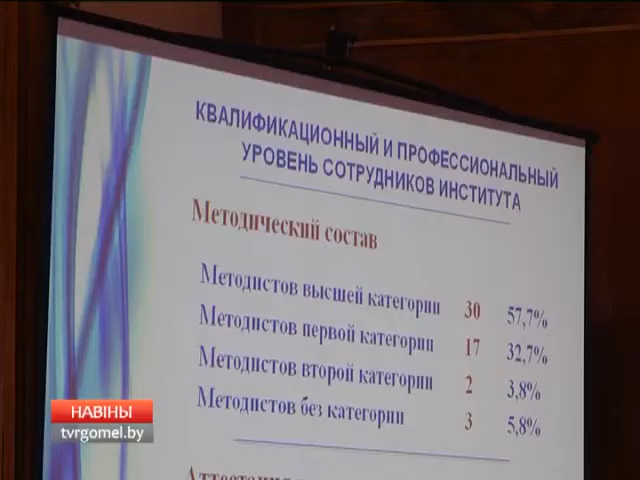 КВАЛИФИКАЦИОННЫЙ И ПРОФЕССИОНАЛЬНЫЙ
УРОВЕНЬ СОТРУДНИКОВ ИНСТИТУТА
Методический состав
Методистов высшей категории 30 57,7%
Методистов первой категории 17 32,7%
Методистов второй категории 2 3,8%
Методистов без категории 3 5,8%
НАВІНЫ
tvrgomel.by